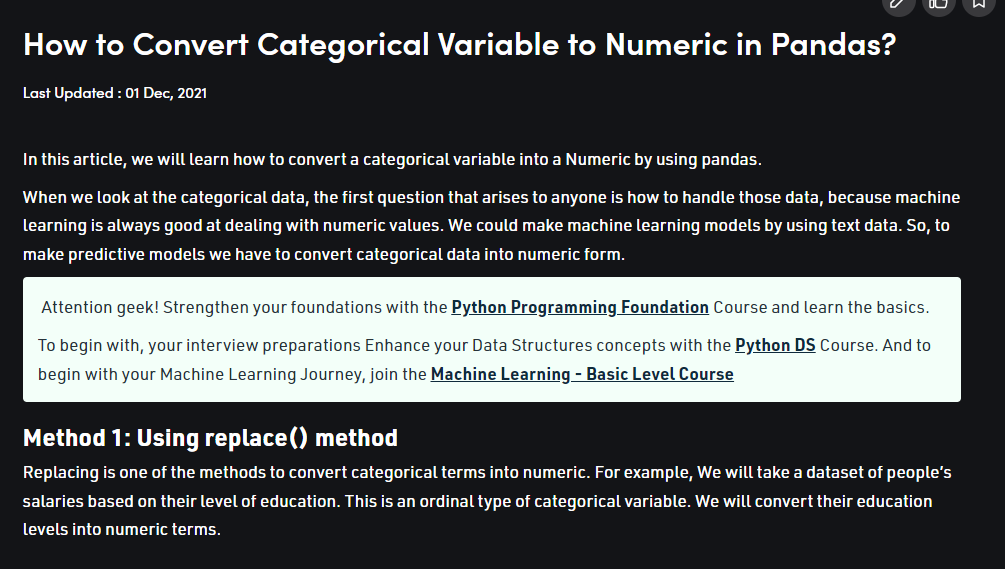 How to Convert Categorical Variable to Numeric in Pandas?
Last Updated : 01 Dec, 2021
In this article, we will learn how to convert a categorical variable into a Numeric by using pandas.
When we look at the categorical data, the first question that arises to anyone is how to handle those data, because machine
learning is always good at dealing with numeric values. We could make machine learning models by using text data. So, to
make predictive models we have to convert categorical data into numeric form.
Attention geek! Strengthen your foundations with the Python Programming Foundation Course and learn the basics.
To begin with, your interview preparations Enhance your Data Structures concepts with the Python DS Course. And to
begin with your Machine Learning Journey, join the Machine Learning - Basic Level Course
Method 1: Using replace() method
Replacing is one of the methods to convert categorical terms into numeric. For example, We will take a dataset of people’s
salaries based on their level of education. This is an ordinal type of categorical variable. We will convert their education
levels into numeric terms.